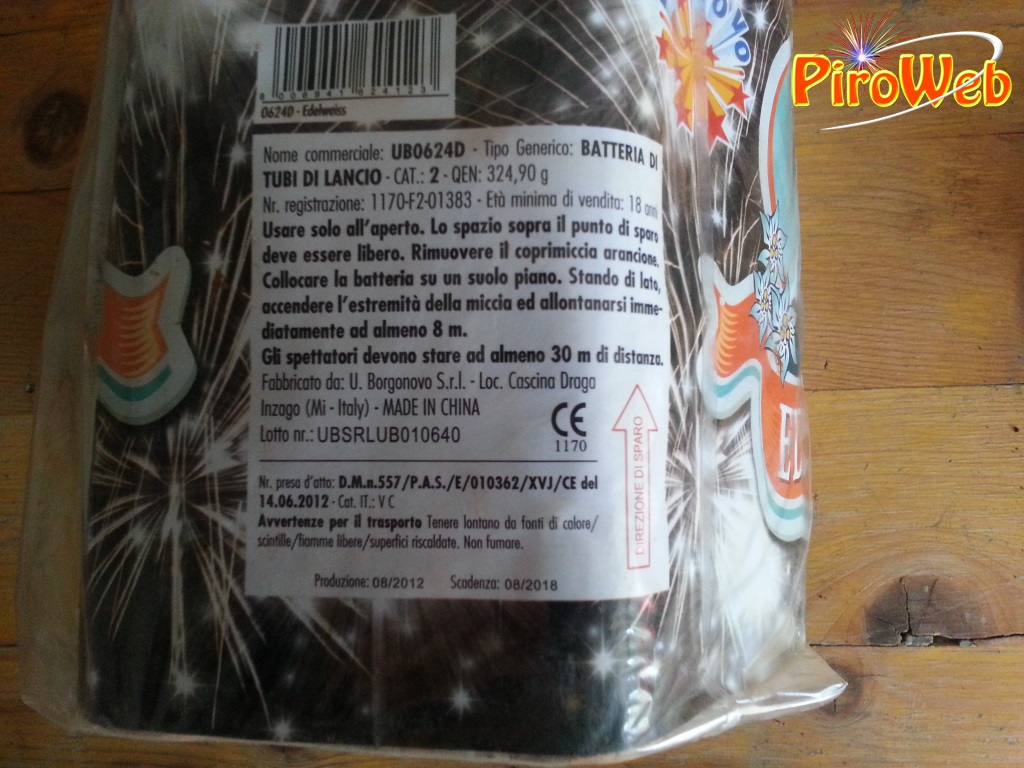 OVO
PiroWeb
8 006941 624123
0624D - Edelweiss
Nome commerciale: UB0624D - Tipo Generico: BATTERIA DI
TUBI DI LANCIO - CAT.: 2 - QEN: 324,90 g
Nr. registrazione: 1170-F2-01383 - Età minima di vendita: 18 anni
Usare solo all'aperto. Lo spazio sopra il punto di sparo
deve essere libero. Rimuovere il coprimiccia arancione.
Collocare la batteria su un suolo piano. Stando di lato,
accendere l'estremità della miccia ed allontanarsi imme-
diatamente ad almeno 8 m.
Gli spettatori devono stare ad almeno 30 m di distanza.
Fabbricato da: U. Borgonovo S.r.l. - Loc. Cascina Draga
Inzago (Mi - Italy) - MADE IN CHINA
Lotto nr.: UBSRLUB010640
CE
1170
DIREZIONE DI SPARO
Nr. presa d'atto: D.M.n.557/P.A.S./E/010362/XVJ/CE del
14.06.2012 - Cat. IT.: V C
Avvertenze per il trasporto Tenere lontano da fonti di calore/
scintille/fiamme libere/superfici riscaldate. Non fumare.
Produzione: 08/2012 Scadenza: 08/2018